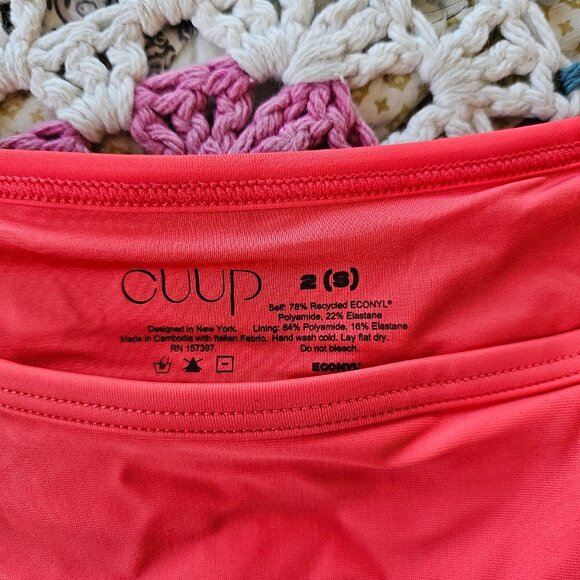 CUUP 2 (S)
Self: 78% Recycled ECONYL®
Polyamide, 22% Elastane
Designed in New York. Lining: 84% Polyamide, 16% Elastane
Made in Cambodia with Italian Fabric. Hand wash cold. Lay flat dry.
RN 157397. Do not bleach.
ECONYL®